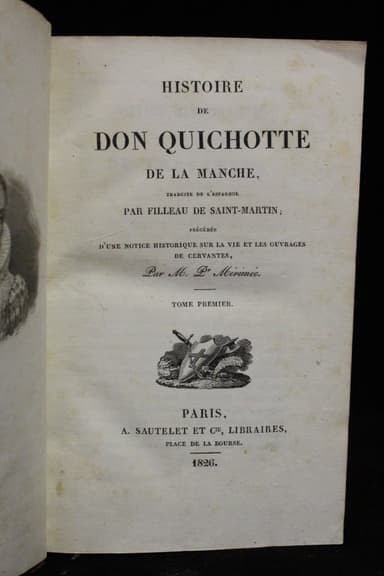 HISTOIRE
DE
DON QUICHOTTE
DE LA MANCHE,
TRADUITE DE L'ESPAGNOL
PAR FILLEAU DE SAINT-MARTIN;
PRÉCÉDÉE
D'UNE NOTICE HISTORIQUE SUR LA VIE ET LES OUVRAGES
DE CERVANTES,
Par M. Pr Mérimée.
TOME PREMIER.
PARIS,
A. SAUTELET ET CIE, LIBRAIRES,
PLACE DE LA BOURSE.
1826.